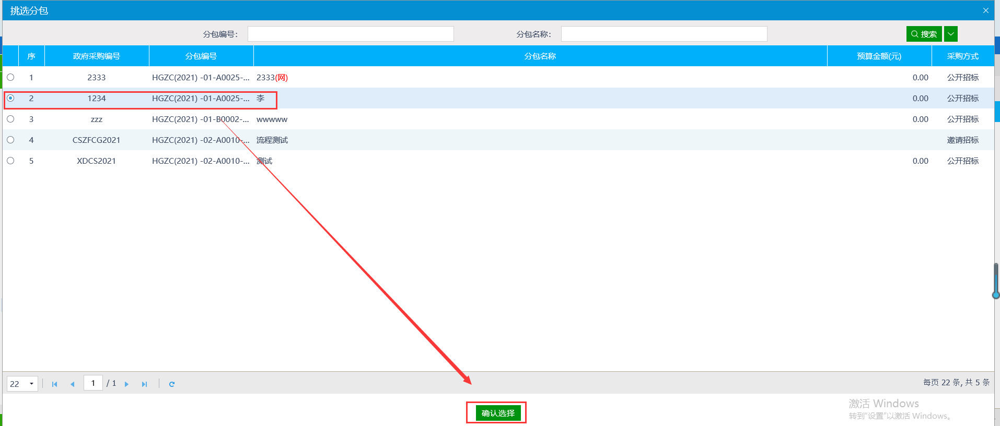 挑选分包
分包编号： 分包名称： 搜索
序 政府采购编号 分包编号 分包名称 预算金额(元) 采购方式
1 2333 HGZC(2021) -01-A0025-... 2333(网) 0.00 公开招标
2 1234 HGZC(2021) -01-A0025-... 李 0.00 公开招标
3 zzz HGZC(2021) -01-B0002-... wwwww 0.00 公开招标
4 CSZFCG2021 HGZC(2021) -02-A0010-... 流程测试 邀请招标
5 XDCS2021 HGZC(2021) -02-A0010-... 测试 0.00 公开招标
22 1 / 1 每页 22 条, 共 5 条
确认选择
激活 Windows
转到“设置”以激活 Windows。